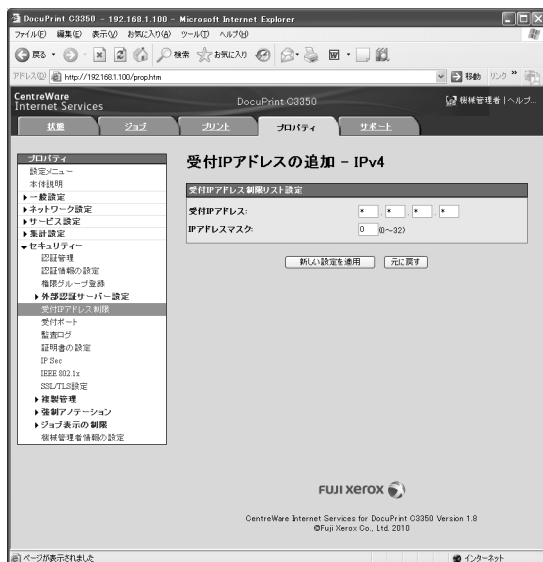 DocuPrint C3350 - 192.168.1.100 - Microsoft Internet Explorer
ファイル(F) 編集(E) 表示(V) お気に入り(A) ツール(T) ヘルプ(H)
戻る 検索 お気に入り
アドレス(D) http://192.168.1.100/prop.htm 移動 リンク »
CentreWare
Internet Services
DocuPrint C3350
機械管理者 | ヘルプ...
状態 ジョブ プリント プロパティ サポート
プロパティ
設定メニュー
本体説明
一般設定
ネットワーク設定
サービス設定
集計設定
セキュリティー
認証管理
認証情報の設定
権限グループ登録
外部認証サーバー設定
受付IPアドレス制限
受付ポート
監査ログ
証明書の設定
IP Sec
IEEE 802.1x
SSL/TLS設定
複製管理
強制アノテーション
ジョブ表示の制限
機械管理者情報の設定
受付IPアドレスの追加 - IPv4
受付IPアドレス制限リスト設定
受付IPアドレス: * . * . * . *
IPアドレスマスク: 0 (0～32)
新しい設定を適用 元に戻す
FUJI XEROX
CentreWare Internet Services for DocuPrint C3350 Version 1.8
©Fuji Xerox Co., Ltd. 2010
ページが表示されました インターネット